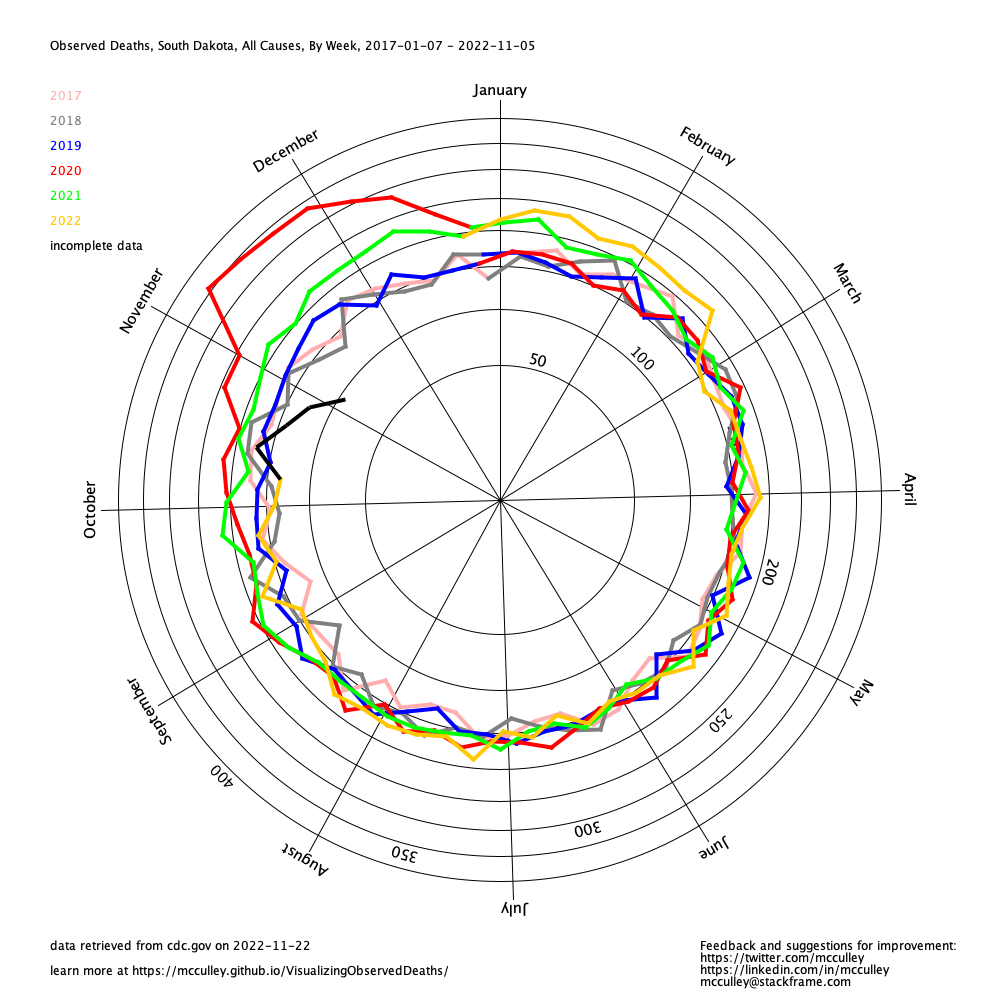 Observed Deaths, South Dakota, All Causes, By Week, 2017-01-07 - 2022-11-05
2017
2018
2019
2020
2021
2022
incomplete data
January
February
March
April
May
June
July
August
September
October
November
December
50
100
200
250
300
350
400
data retrieved from cdc.gov on 2022-11-22
learn more at https://mcculley.github.io/VisualizingObservedDeaths/
Feedback and suggestions for improvement:
https://twitter.com/mcculley
https://linkedin.com/in/mcculley
mcculley@stackframe.com